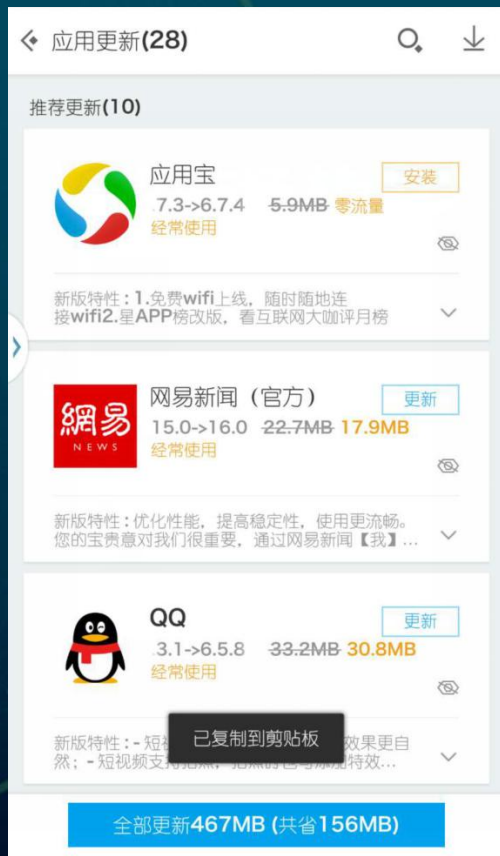 应用更新(28)
推荐更新(10)
应用宝
安装
.7.3->6.7.4 5.9MB 零流量
经常使用
新版特性：1.免费wifi上线，随时随地连
接wifi2.星APP榜改版，看互联网大咖评月榜
網易
NEWS
网易新闻（官方）
更新
15.0->16.0 22.7MB 17.9MB
经常使用
新版特性：优化性能，提高稳定性，使用更流畅。
您的宝贵意对我们很重要，通过网易新闻【我】...
QQ
更新
.3.1->6.5.8 33.2MB 30.8MB
经常使用
新版特性：-短 效果更自
已复制到剪贴板
然；-短视频支 特效...
全部更新467MB (共省156MB)